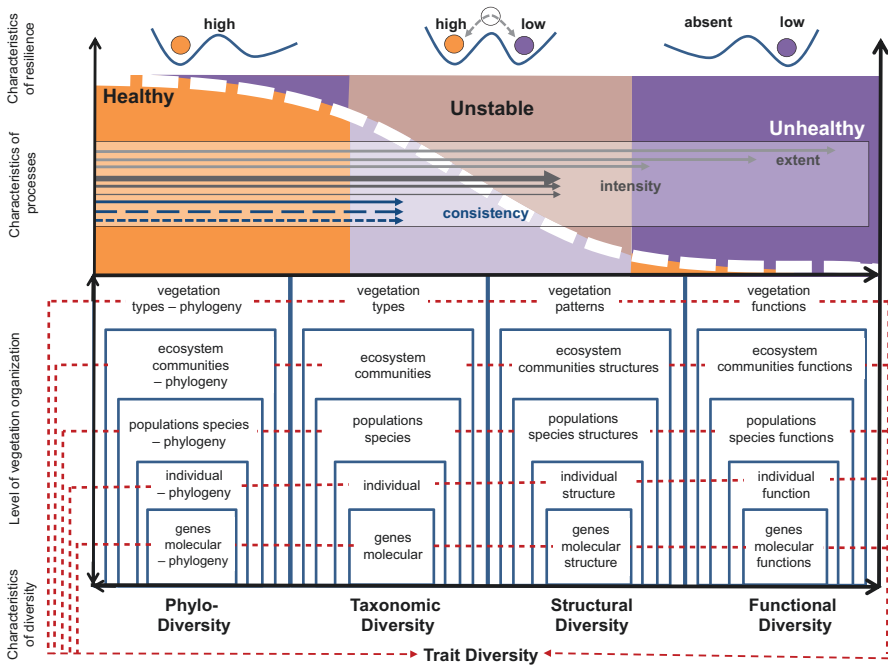 Characteristics
of resilience
high
high
low
absent
low
Healthy
Unstable
Unhealthy
Characteristics of
processes
extent
intensity
consistency
Level of vegetation organization
vegetation
types – phylogeny
vegetation
types
vegetation
patterns
vegetation
functions
ecosystem
communities
– phylogeny
ecosystem
communities
ecosystem
communities structures
ecosystem
communities functions
populations species
– phylogeny
populations
species
populations
species structures
populations
species functions
individual
– phylogeny
individual
individual
structure
individual
function
genes
molecular
– phylogeny
genes
molecular
genes
molecular
structure
genes
molecular
functions
Characteristics
of diversity
Phylo-
Diversity
Taxonomic
Diversity
Structural
Diversity
Functional
Diversity
Trait Diversity